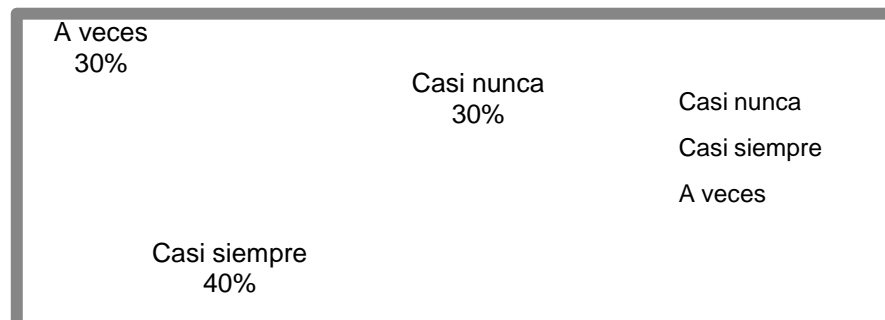 A veces
30%
Casi nunca
30%
Casi nunca
Casi siempre
A veces
Casi siempre
40%